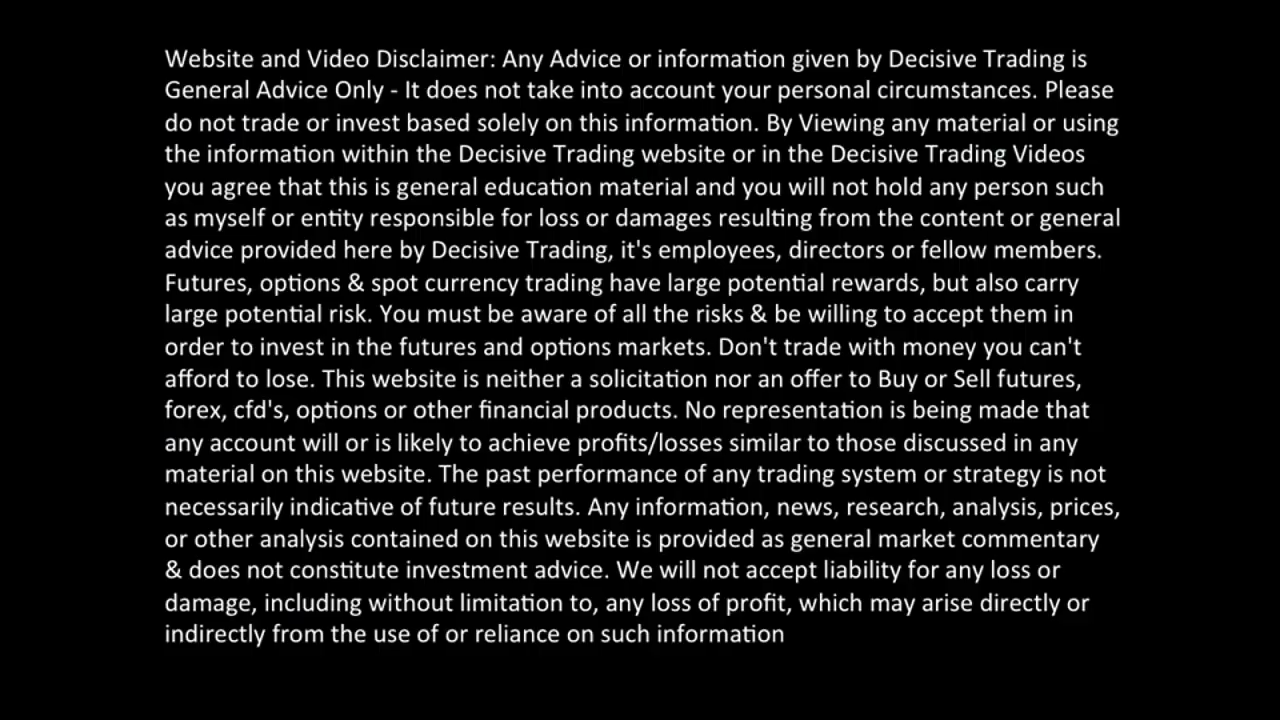 Website and Video Disclaimer: Any Advice or information given by Decisive Trading is
General Advice Only - It does not take into account your personal circumstances. Please
do not trade or invest based solely on this information. By Viewing any material or using
the information within the Decisive Trading website or in the Decisive Trading Videos
you agree that this is general education material and you will not hold any person such
as myself or entity responsible for loss or damages resulting from the content or general
advice provided here by Decisive Trading, it's employees, directors or fellow members.
Futures, options & spot currency trading have large potential rewards, but also carry
large potential risk. You must be aware of all the risks & be willing to accept them in
order to invest in the futures and options markets. Don't trade with money you can't
afford to lose. This website is neither a solicitation nor an offer to Buy or Sell futures,
forex, cfd's, options or other financial products. No representation is being made that
any account will or is likely to achieve profits/losses similar to those discussed in any
material on this website. The past performance of any trading system or strategy is not
necessarily indicative of future results. Any information, news, research, analysis, prices,
or other analysis contained on this website is provided as general market commentary
& does not constitute investment advice. We will not accept liability for any loss or
damage, including without limitation to, any loss of profit, which may arise directly or
indirectly from the use of or reliance on such information